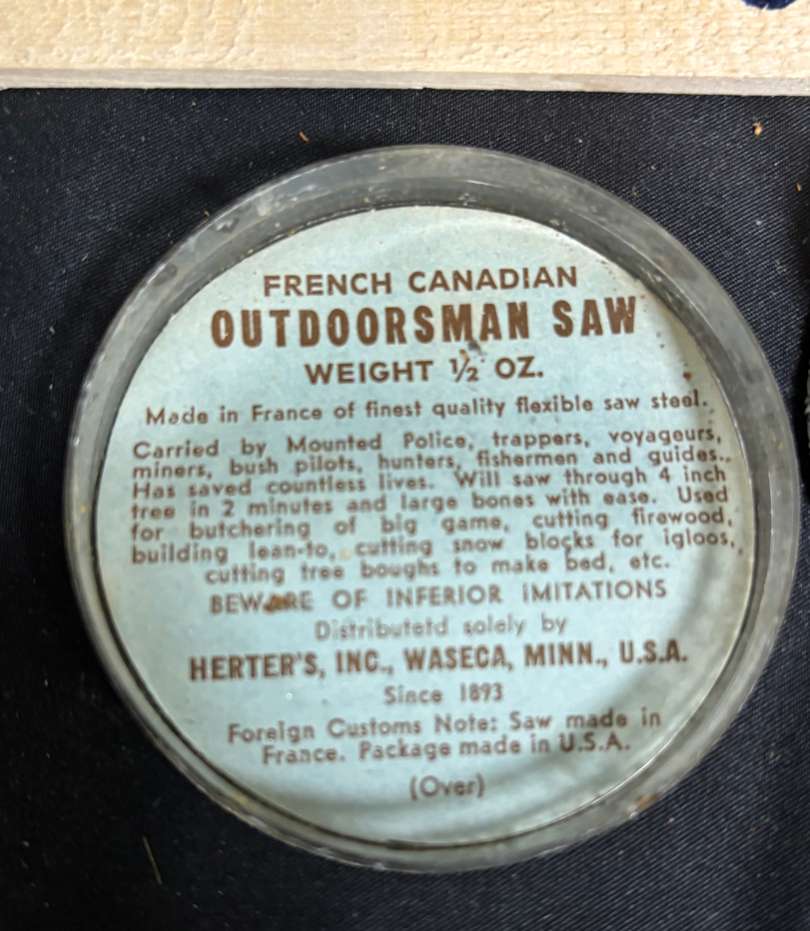 FRENCH CANADIAN
OUTDOORSMAN SAW
WEIGHT ½ OZ.
Made in France of finest quality flexible saw steel.
Carried by Mounted Police, trappers, voyageurs,
miners, bush pilots, hunters, fishermen and guides.
Has saved countless lives. Will saw through 4 inch
tree in 2 minutes and large bones with ease. Used
for butchering of big game, cutting firewood,
building lean-to, cutting snow blocks for igloos,
cutting tree boughs to make bed, etc.
BEWARE OF INFERIOR IMITATIONS
Distributetd solely by
HERTER'S, INC., WASECA, MINN., U.S.A.
Since 1893
Foreign Customs Note: Saw made in
France. Package made in U.S.A.
(Over)